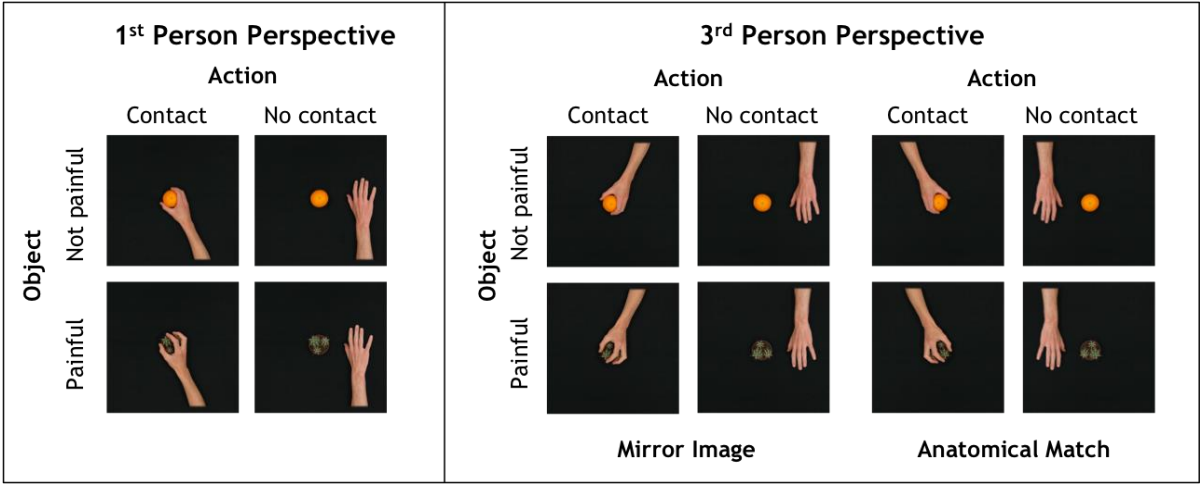 1st Person Perspective
Action
Contact No contact
Object
Not painful
Painful
3rd Person Perspective
Action Action
Contact No contact Contact No contact
Object
Not painful
Painful
Mirror Image Anatomical Match